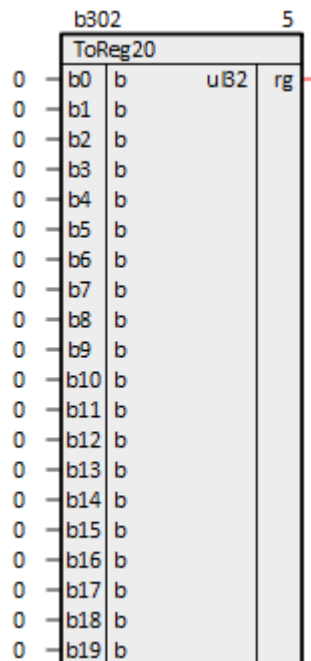 b302 5
ToReg20
0 b0 b ul32 rg
0 b1 b
0 b2 b
0 b3 b
0 b4 b
0 b5 b
0 b6 b
0 b7 b
0 b8 b
0 b9 b
0 b10 b
0 b11 b
0 b12 b
0 b13 b
0 b14 b
0 b15 b
0 b16 b
0 b17 b
0 b18 b
0 b19 b